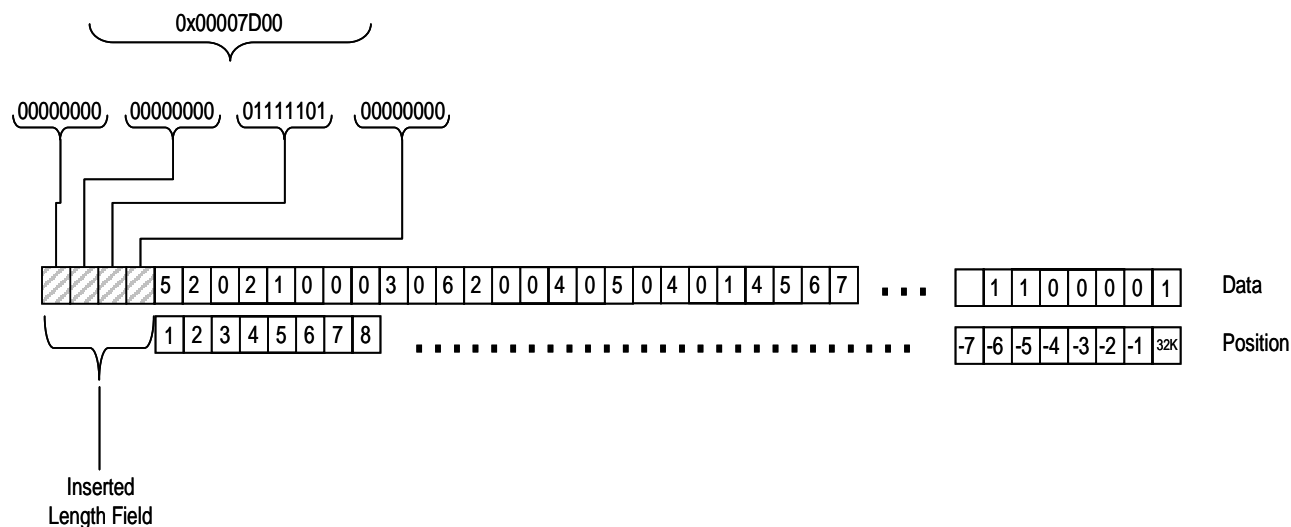 0x00007D00
00000000 00000000 01111101 00000000
5 2 0 2 1 0 0 0 3 0 6 2 0 0 4 0 5 0 4 0 1 4 5 6 7 ... 1 1 0 0 0 0 1 Data
1 2 3 4 5 6 7 8 -7 -6 -5 -4 -3 -2 -1 32K Position
Inserted
Length Field